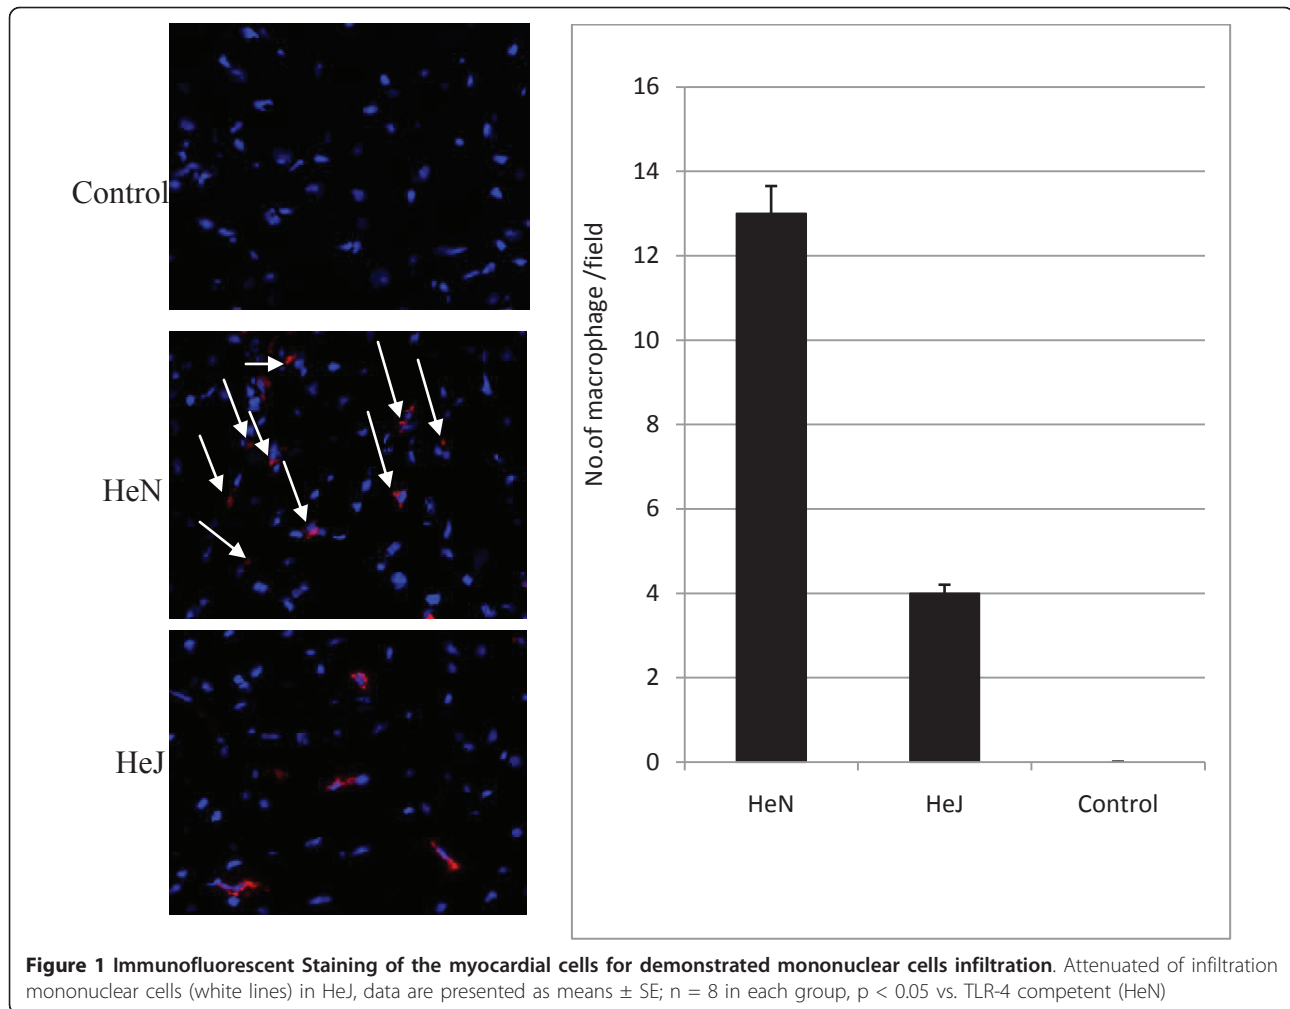 Control
HeN
HeJ
No.of macrophage /field
16
14
12
10
8
6
4
2
0
HeN HeJ Control
Figure 1 Immunofluorescent Staining of the myocardial cells for demonstrated mononuclear cells infiltration. Attenuated of infiltration
mononuclear cells (white lines) in HeJ, data are presented as means ± SE; n = 8 in each group, p < 0.05 vs. TLR-4 competent (HeN)